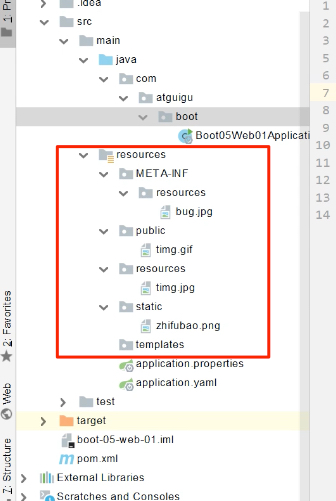 .idea
src
main
java
com
atguigu
boot
Boot05Web01Applicati
resources
META-INF
resources
bug.jpg
public
timg.gif
resources
timg.jpg
static
zhifubao.png
templates
application.properties
application.yaml
test
target
boot-05-web-01.iml
pom.xml
External Libraries
Scratches and Consoles
1
2
3
4
5
6
7
8
9
10
11
12
13
14
2: Favorites
Web
Z: Structure